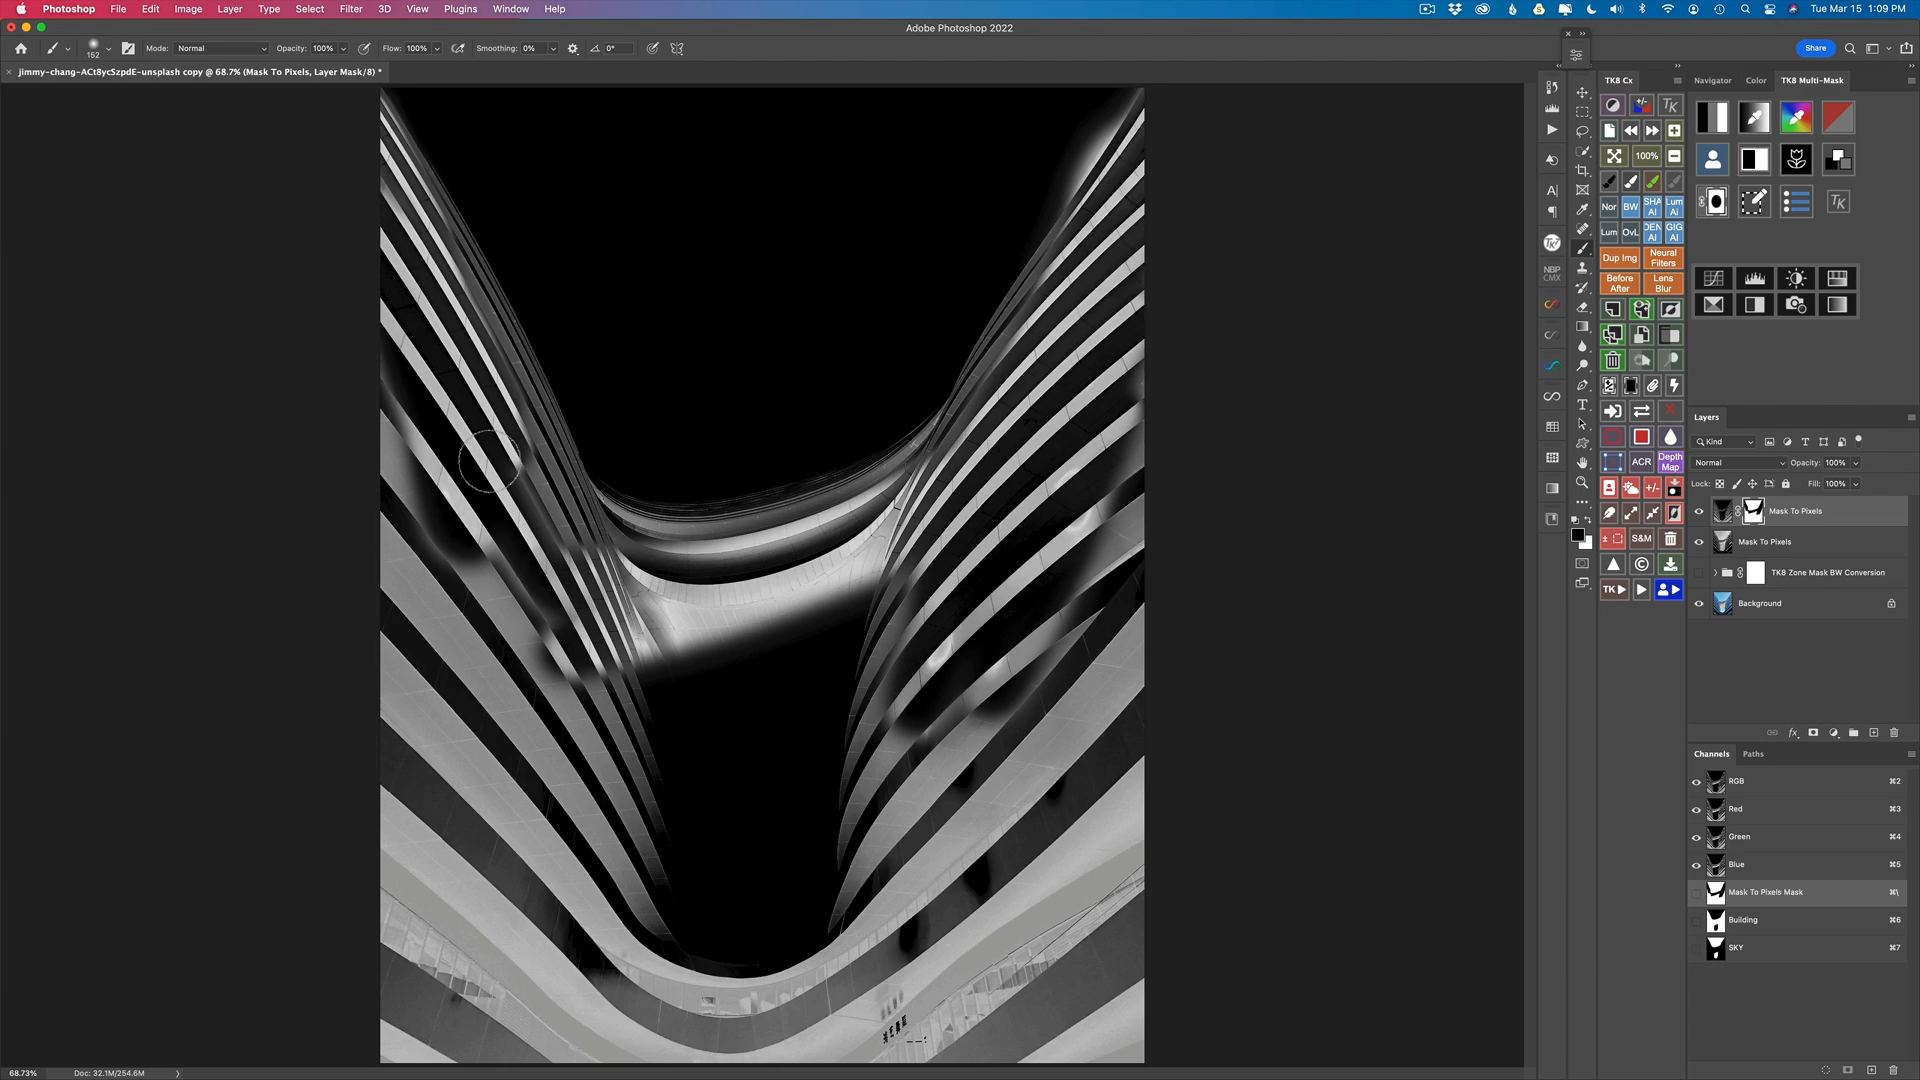 Photoshop File Edit Image Layer Type Select Filter 3D View Plugins Window Help Tue Mar 15 1:09 PM
Adobe Photoshop 2022
152 Mode: Normal Opacity: 100% Flow: 100% Smoothing: 0% 0° Share
jimmy-chang-ACt8ycSzpdE-unsplash copy @ 68.7% (Mask To Pixels, Layer Mask/8) *
TK8 Cx
TK
100%
Nor BW SHA AI Lum AI
Lum OvL DEN AI GIG AI
Dup Img Neural Filters
Before After Lens Blur
ACR Depth Map
+/-
S&M
©
TK
NBP CMX
Navigator Color TK8 Multi-Mask
TK
Layers
Kind
Normal Opacity: 100%
Lock: Fill: 100%
Mask To Pixels
Mask To Pixels
TK8 Zone Mask BW Conversion
Background
fx
Channels Paths
RGB ⌘2
Red ⌘3
Green ⌘4
Blue ⌘5
Mask To Pixels Mask ⌘\
Building ⌘6
SKY ⌘7
68.73% Doc: 32.1M/254.6M